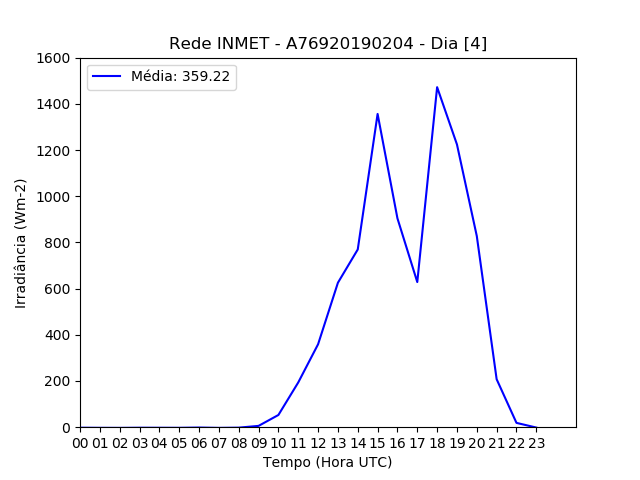 Rede INMET - A76920190204 - Dia [4]
Média: 359.22
1600
1400
1200
1000
800
600
400
200
0
Irradiância (Wm-2)
00 01 02 03 04 05 06 07 08 09 10 11 12 13 14 15 16 17 18 19 20 21 22 23
Tempo (Hora UTC)